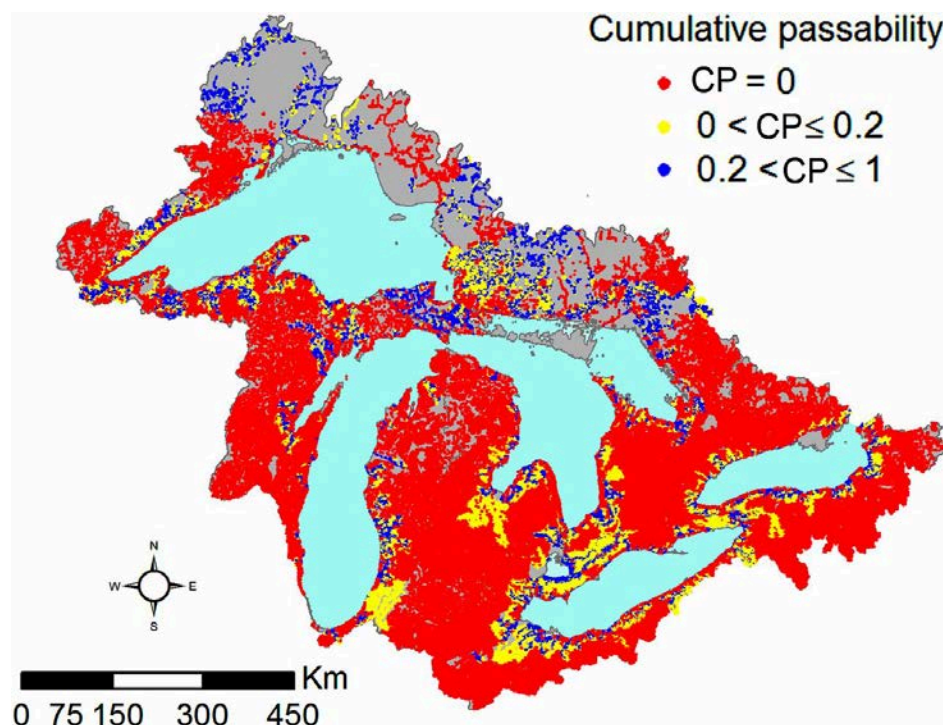 Cumulative passability
CP = 0
0 < CP ≤ 0.2
0.2 < CP ≤ 1
N
W E
S
Km
0 75 150 300 450